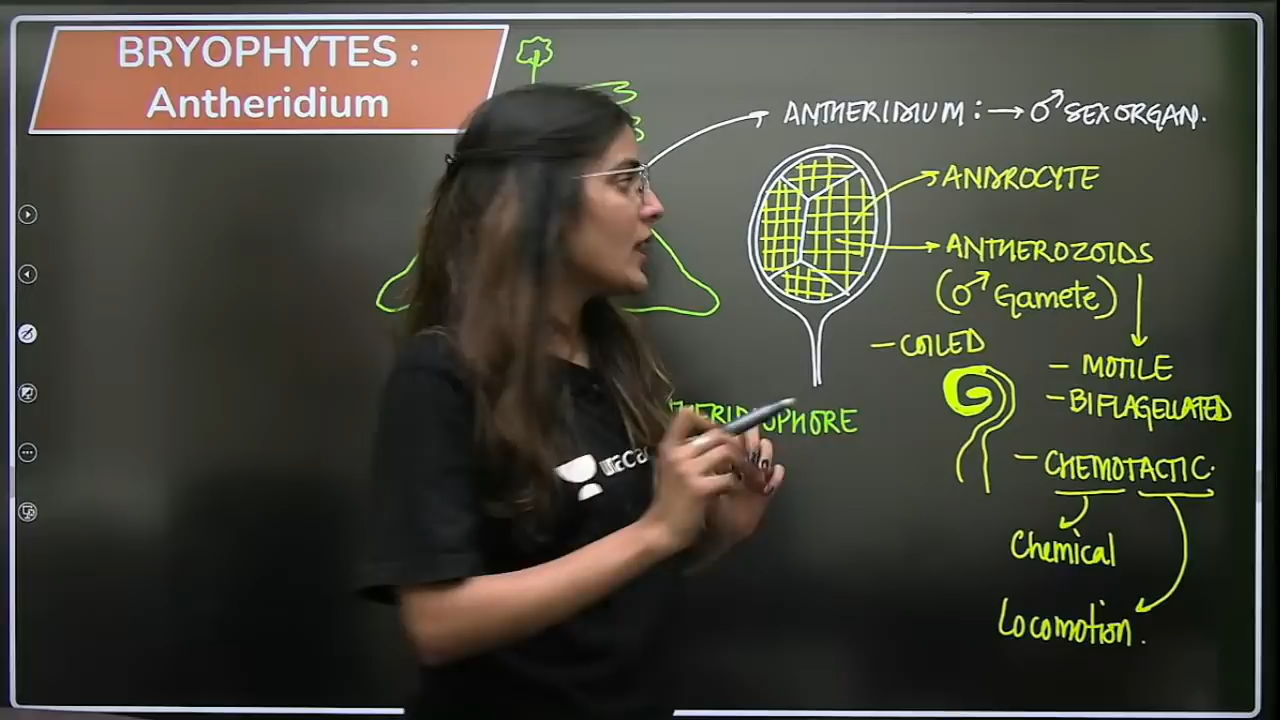 BRYOPHYTES :
Antheridium
ANTHERIDIUM : → ♂ SEX ORGAN.
ANDROCYTE
ANTHEROZOIDS
(♂ Gamete)
- COILED
- MOTILE
- BIFLAGELLATED
- CHEMOTACTIC.
Chemical
Locomotion.